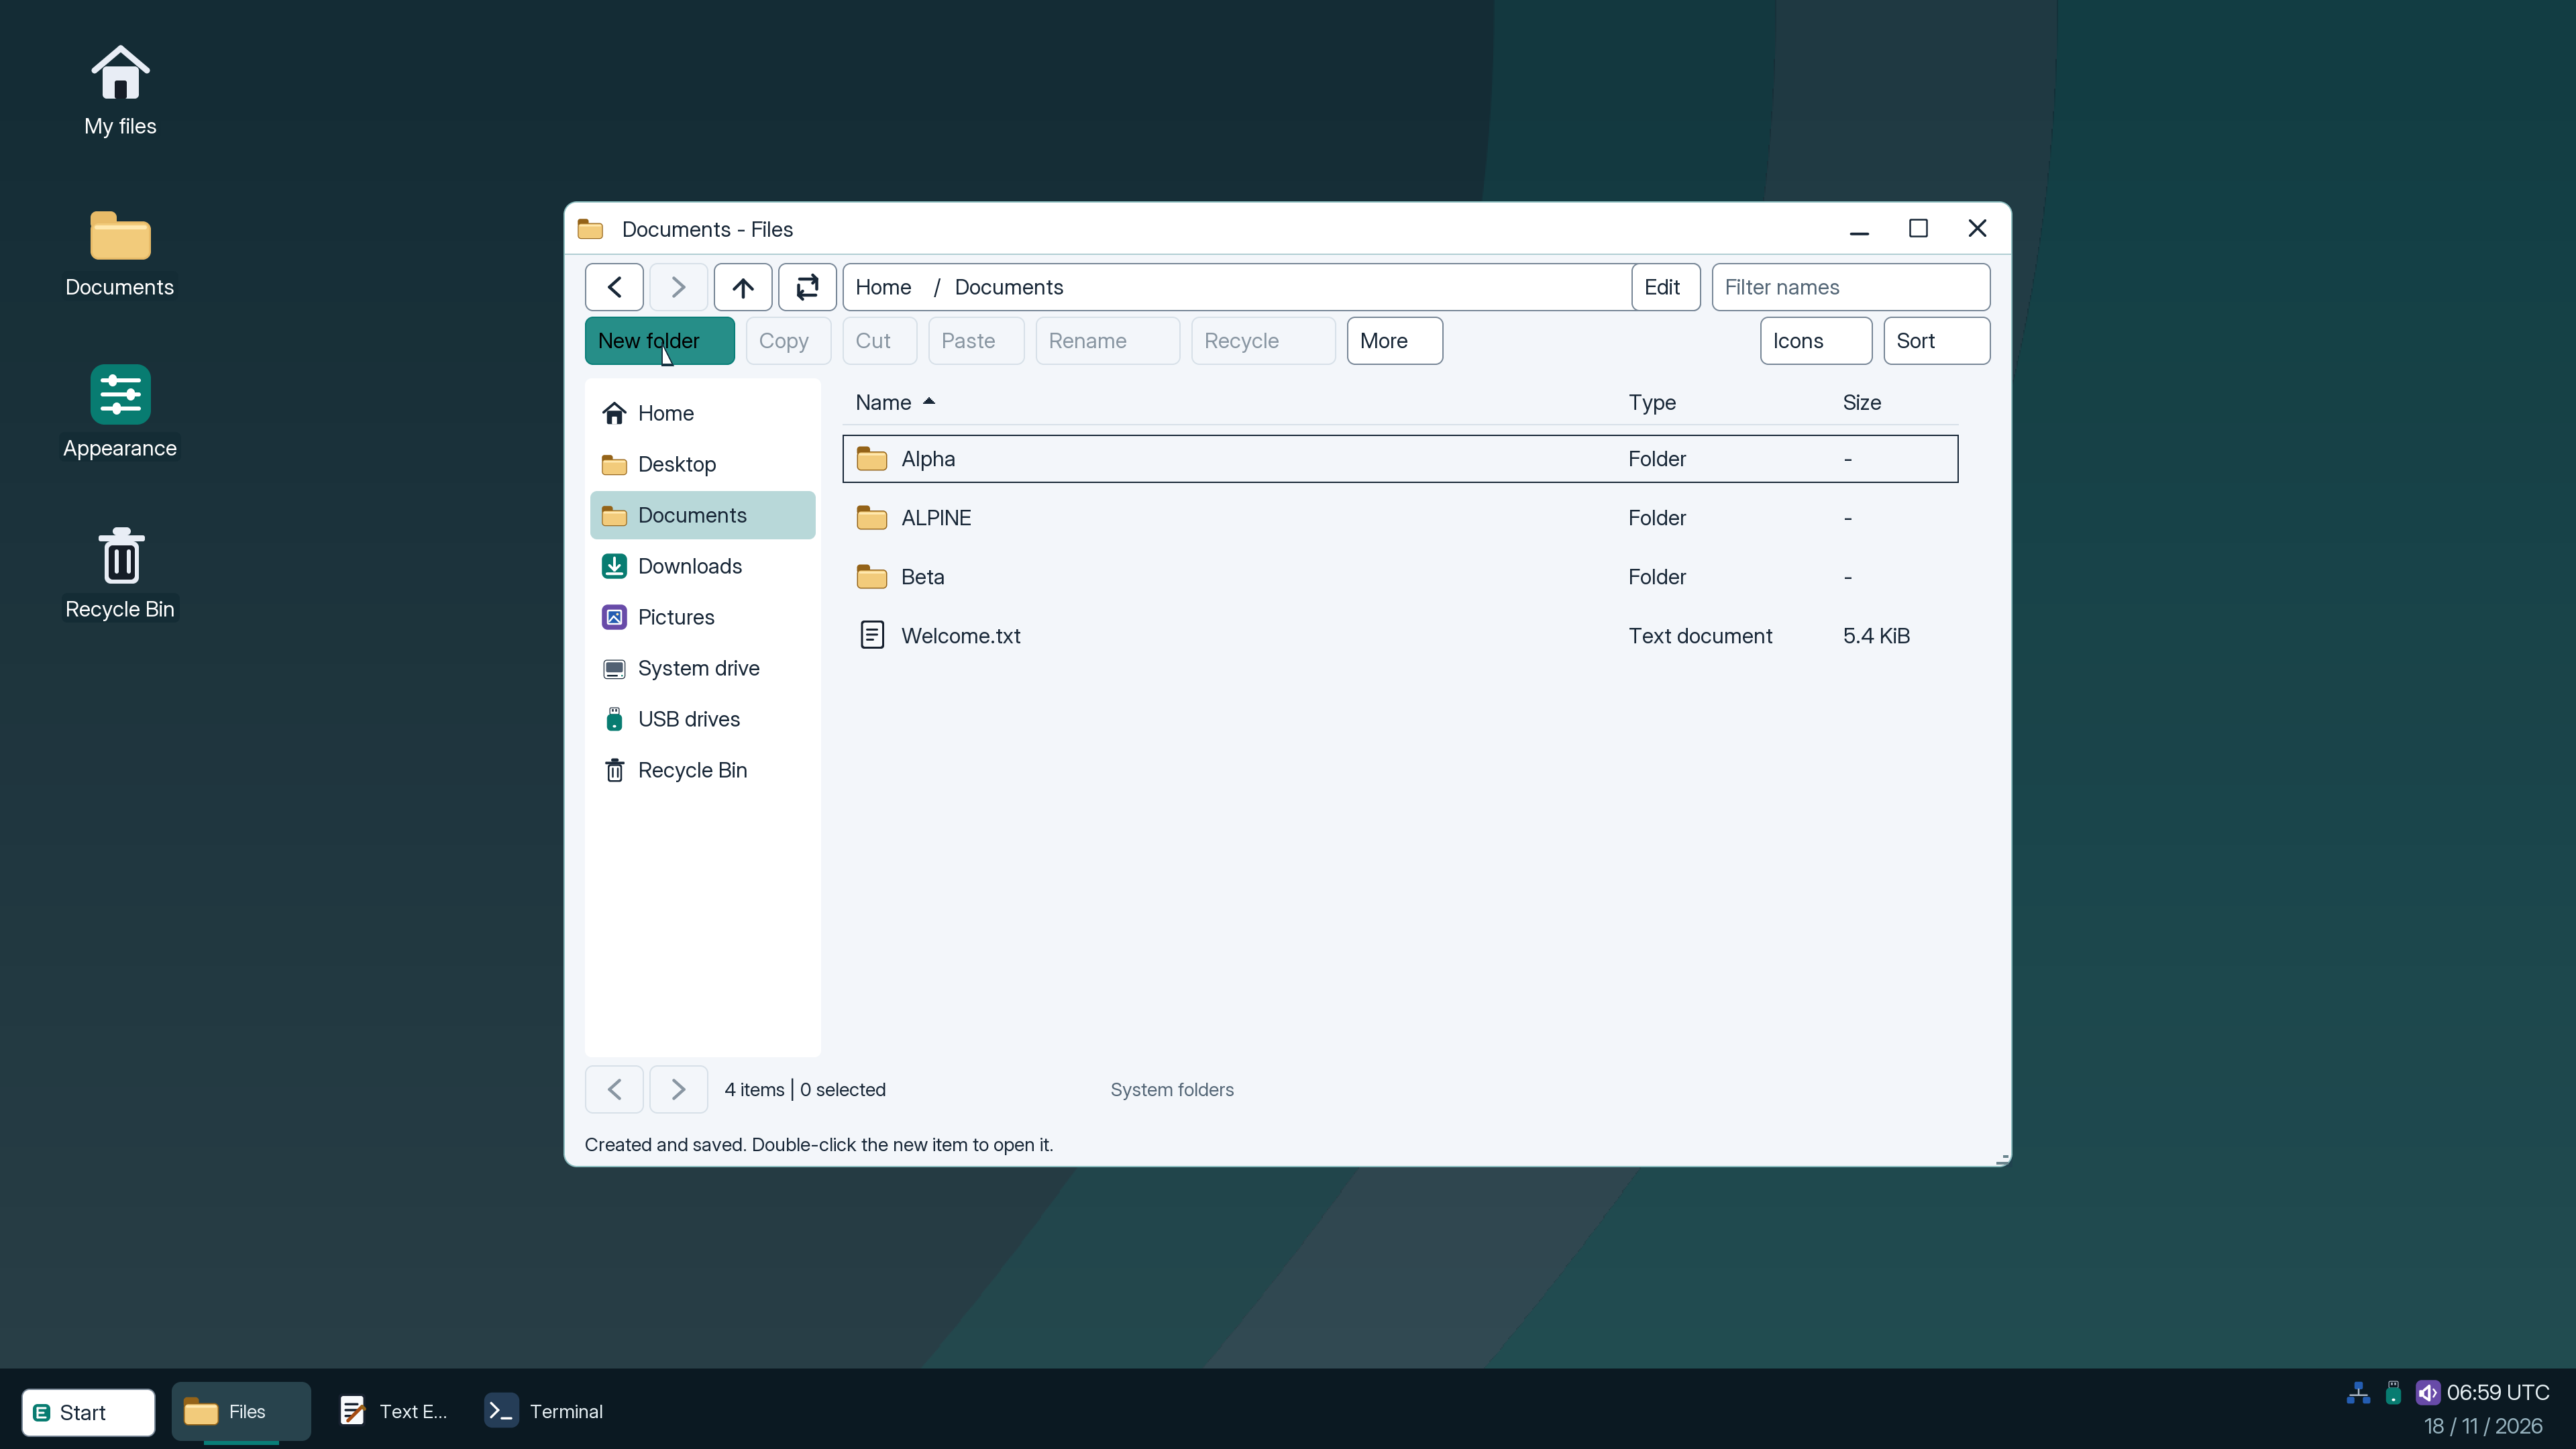 My files
Documents
Appearance
Recycle Bin
Documents - Files
Home / Documents
Edit
Filter names
New folder
Copy
Cut
Paste
Rename
Recycle
More
Icons
Sort
Home
Desktop
Documents
Downloads
Pictures
System drive
USB drives
Recycle Bin
Name Type Size
Alpha Folder -
ALPINE Folder -
Beta Folder -
Welcome.txt Text document 5.4 KiB
4 items | 0 selected
System folders
Created and saved. Double-click the new item to open it.
E Start
Files
Text E...
Terminal
06:59 UTC
18 / 11 / 2026